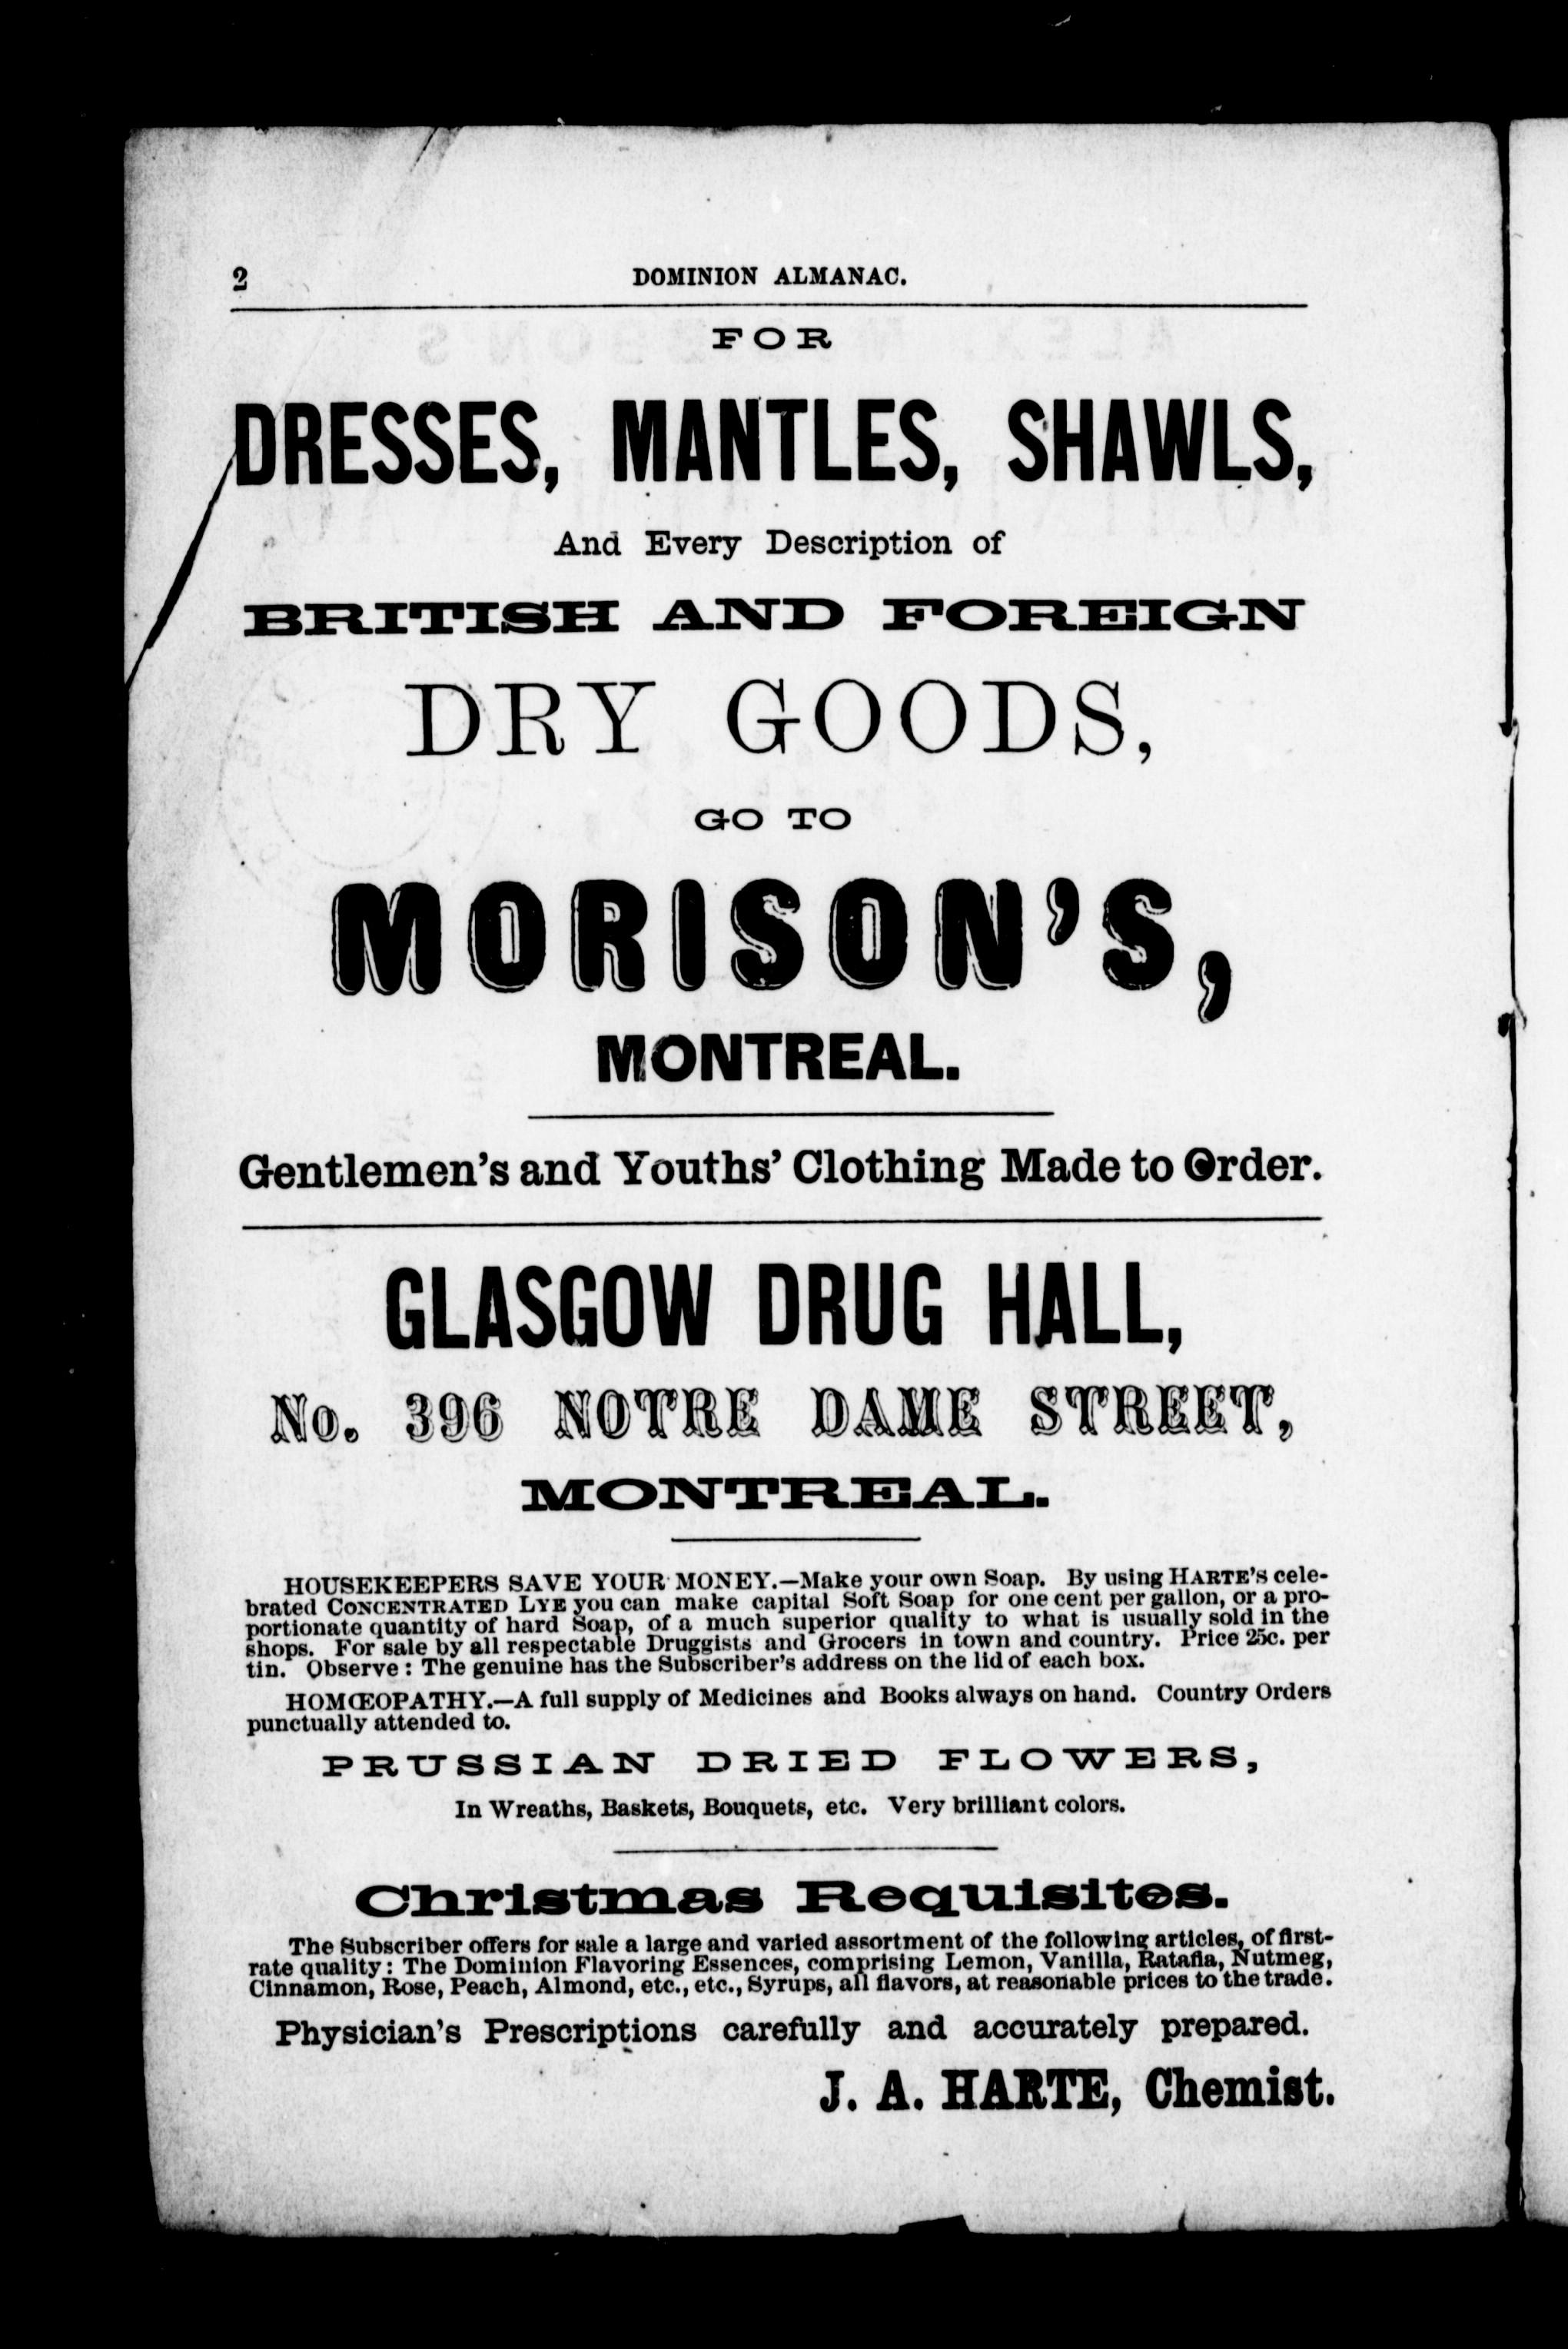 2
DOMINION ALMANAC.
FOR
DRESSES, MANTLES, SHAWLS,
And Every Description of
BRITISH AND FOREIGN
DRY GOODS,
GO TO
MORISON'S,
MONTREAL.
Gentlemen's and Youths' Clothing Made to Order.
GLASGOW DRUG HALL,
No. 396 NOTRE DAME STREET,
MONTREAL.
HOUSEKEEPERS SAVE YOUR MONEY.—Make your own Soap. By using HARTE'S cele-
brated CONCENTRATED LYE you can make capital Soft Soap for one cent per gallon, or a pro-
portionate quantity of hard Soap, of a much superior quality to what is usually sold in the
shops. For sale by all respectable Druggists and Grocers in town and country. Price 25c. per
tin. Observe: The genuine has the Subscriber's address on the lid of each box.
HOMŒOPATHY.—A full supply of Medicines and Books always on hand. Country Orders
punctually attended to.
PRUSSIAN DRIED FLOWERS,
In Wreaths, Baskets, Bouquets, etc. Very brilliant colors.
Christmas Requisites.
The Subscriber offers for sale a large and varied assortment of the following articles, of first-
rate quality: The Dominion Flavoring Essences, comprising Lemon, Vanilla, Ratafia, Nutmeg,
Cinnamon, Rose, Peach, Almond, etc., etc., Syrups, all flavors, at reasonable prices to the trade.
Physician's Prescriptions carefully and accurately prepared.
J. A. HARTE, Chemist.